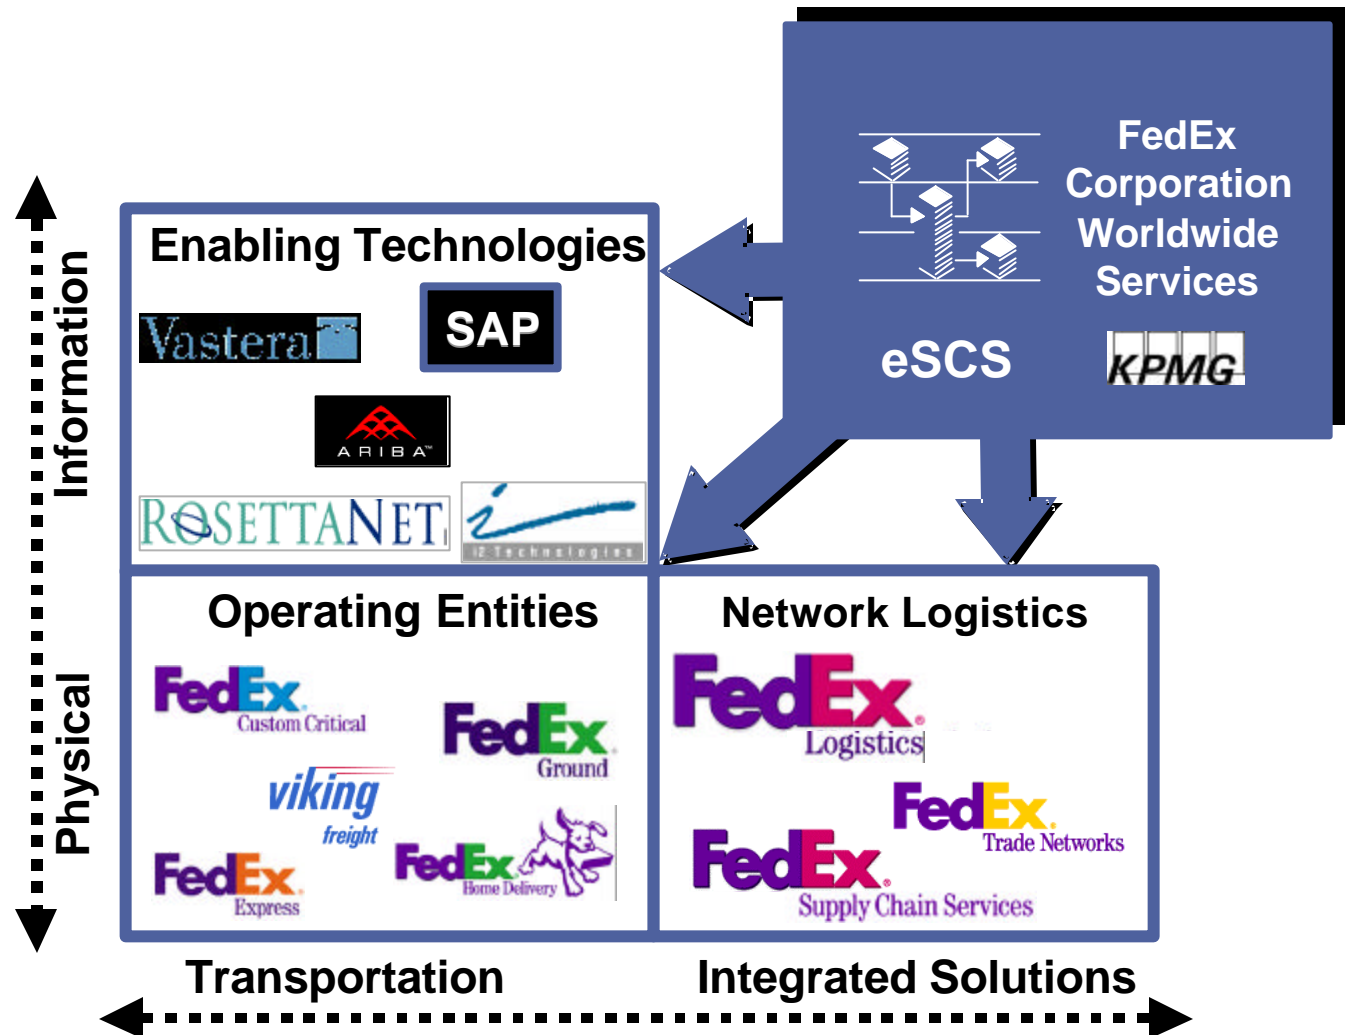 FedEx
Corporation
Worldwide
Services
eSCS
KPMG
Information
Physical
Enabling Technologies
Vastera
SAP
ARIBA™
ROSETTANET
i2 Technologies
Operating Entities
FedEx®
Custom Critical
FedEx®
Ground
viking
freight
FedEx®
Express
FedEx®
Home Delivery
Network Logistics
FedEx®
Logistics
FedEx®
Trade Networks
FedEx®
Supply Chain Services
Transportation
Integrated Solutions